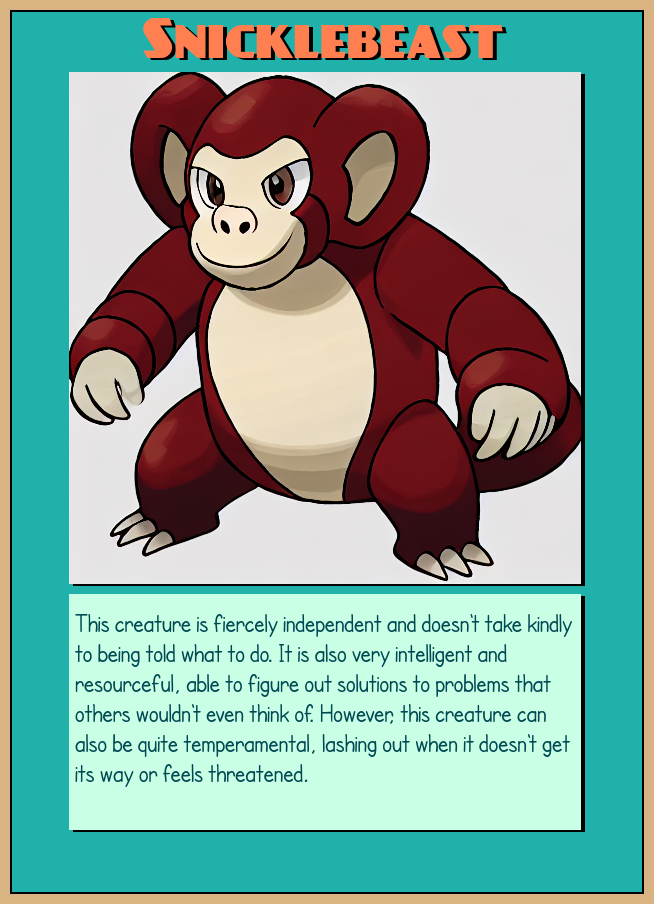 Snicklebeast
This creature is fiercely independent and doesn't take kindly
to being told what to do. It is also very intelligent and
resourceful, able to figure out solutions to problems that
others wouldn't even think of. However, this creature can
also be quite temperamental, lashing out when it doesn't get
its way or feels threatened.